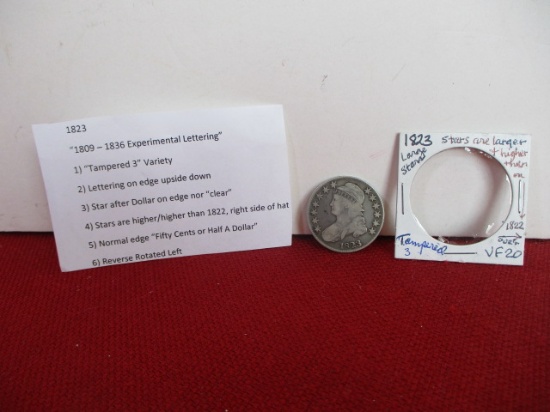 1823
"1809 – 1836 Experimental Lettering"
1) "Tampered 3" Variety
2) Lettering on edge upside down
3) Star after Dollar on edge nor "clear"
4) Stars are higher/higher than 1822, right side of hat
5) Normal edge "Fifty Cents or Half A Dollar"
6) Reverse Rotated Left
1823
1823 Stars are larger
Large
Stars
higher
than
on
1822
Tampered
3
VF20